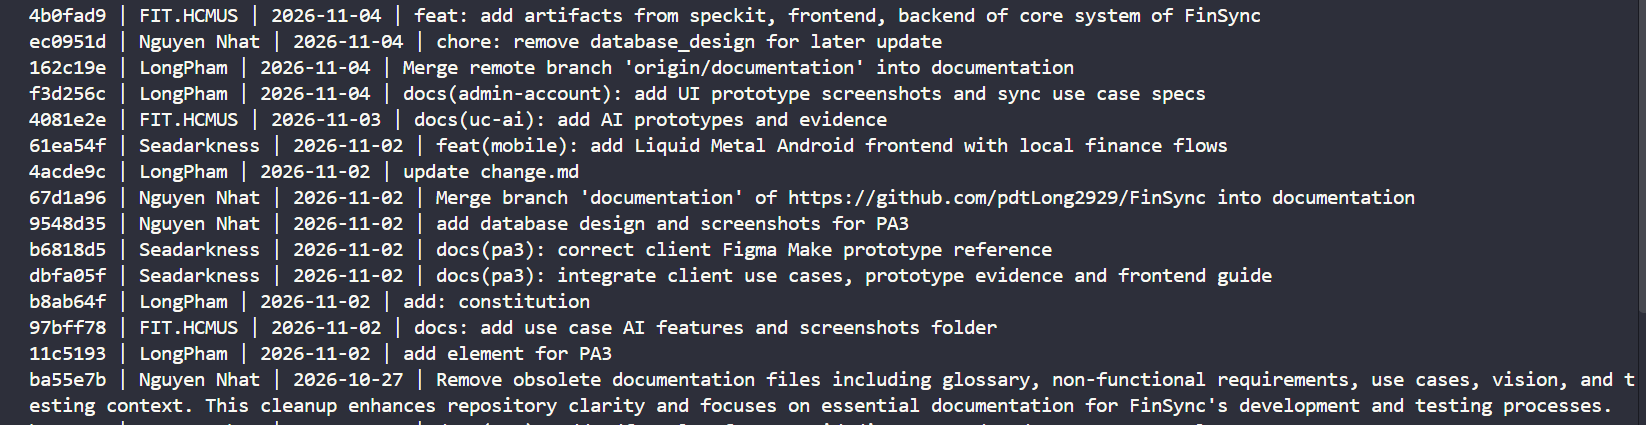 4b0fad9 | FIT.HCMUS | 2026-11-04 | feat: add artifacts from speckit, frontend, backend of core system of FinSync
ec0951d | Nguyen Nhat | 2026-11-04 | chore: remove database_design for later update
162c19e | LongPham | 2026-11-04 | Merge remote branch 'origin/documentation' into documentation
f3d256c | LongPham | 2026-11-04 | docs(admin-account): add UI prototype screenshots and sync use case specs
4081e2e | FIT.HCMUS | 2026-11-03 | docs(uc-ai): add AI prototypes and evidence
61ea54f | Seadarkness | 2026-11-02 | feat(mobile): add Liquid Metal Android frontend with local finance flows
4acde9c | LongPham | 2026-11-02 | update change.md
67d1a96 | Nguyen Nhat | 2026-11-02 | Merge branch 'documentation' of https://github.com/pdtLong2929/FinSync into documentation
9548d35 | Nguyen Nhat | 2026-11-02 | add database design and screenshots for PA3
b6818d5 | Seadarkness | 2026-11-02 | docs(pa3): correct client Figma Make prototype reference
dbfa05f | Seadarkness | 2026-11-02 | docs(pa3): integrate client use cases, prototype evidence and frontend guide
b8ab64f | LongPham | 2026-11-02 | add: constitution
97bff78 | FIT.HCMUS | 2026-11-02 | docs: add use case AI features and screenshots folder
11c5193 | LongPham | 2026-11-02 | add element for PA3
ba55e7b | Nguyen Nhat | 2026-10-27 | Remove obsolete documentation files including glossary, non-functional requirements, use cases, vision, and t
esting context. This cleanup enhances repository clarity and focuses on essential documentation for FinSync's development and testing processes.